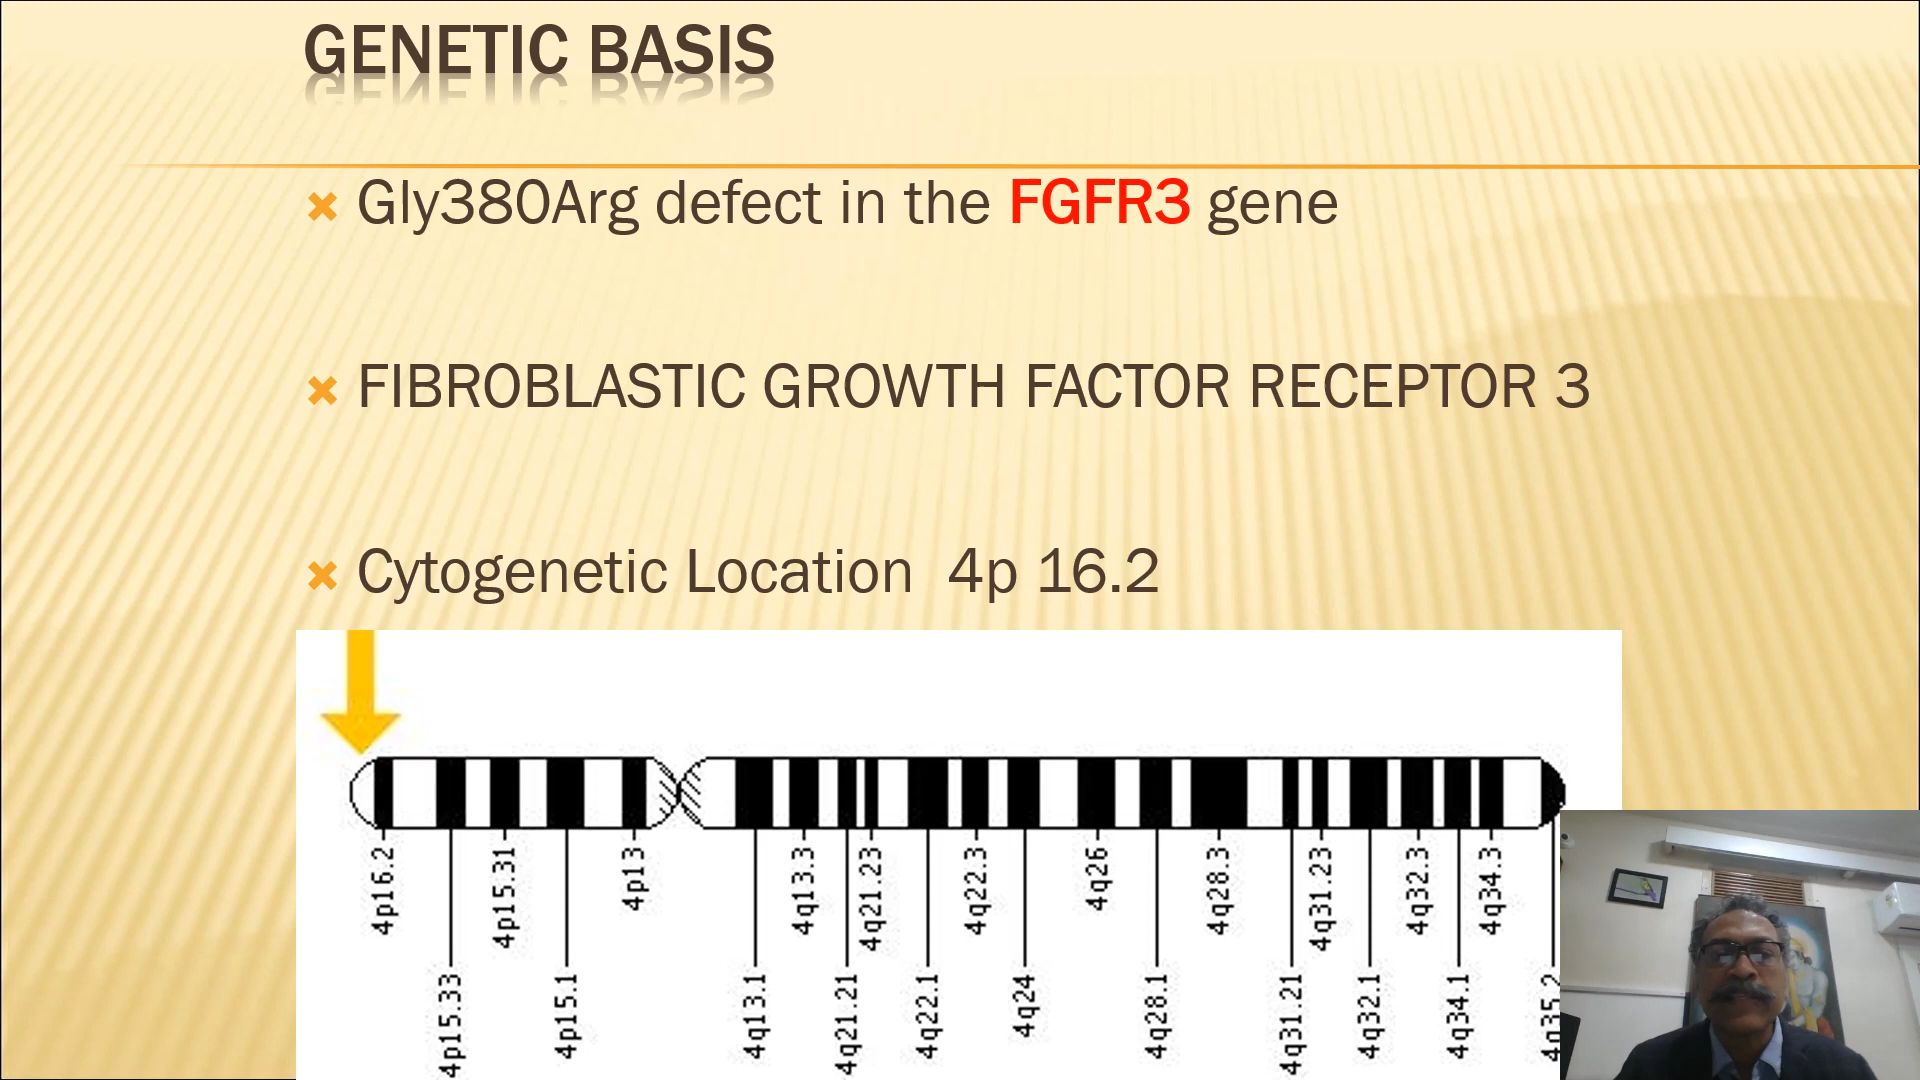 GENETIC BASIS
Gly380Arg defect in the FGFR3 gene
FIBROBLASTIC GROWTH FACTOR RECEPTOR 3
Cytogenetic Location 4p 16.2
4p16.2
4p15.33
4p15.31
4p15.1
4p13
4q13.1
4q13.3
4q21.21
4q21.23
4q22.1
4q22.3
4q24
4q26
4q28.1
4q28.3
4q31.21
4q31.23
4q32.1
4q32.3
4q34.1
4q34.3
4q35.2